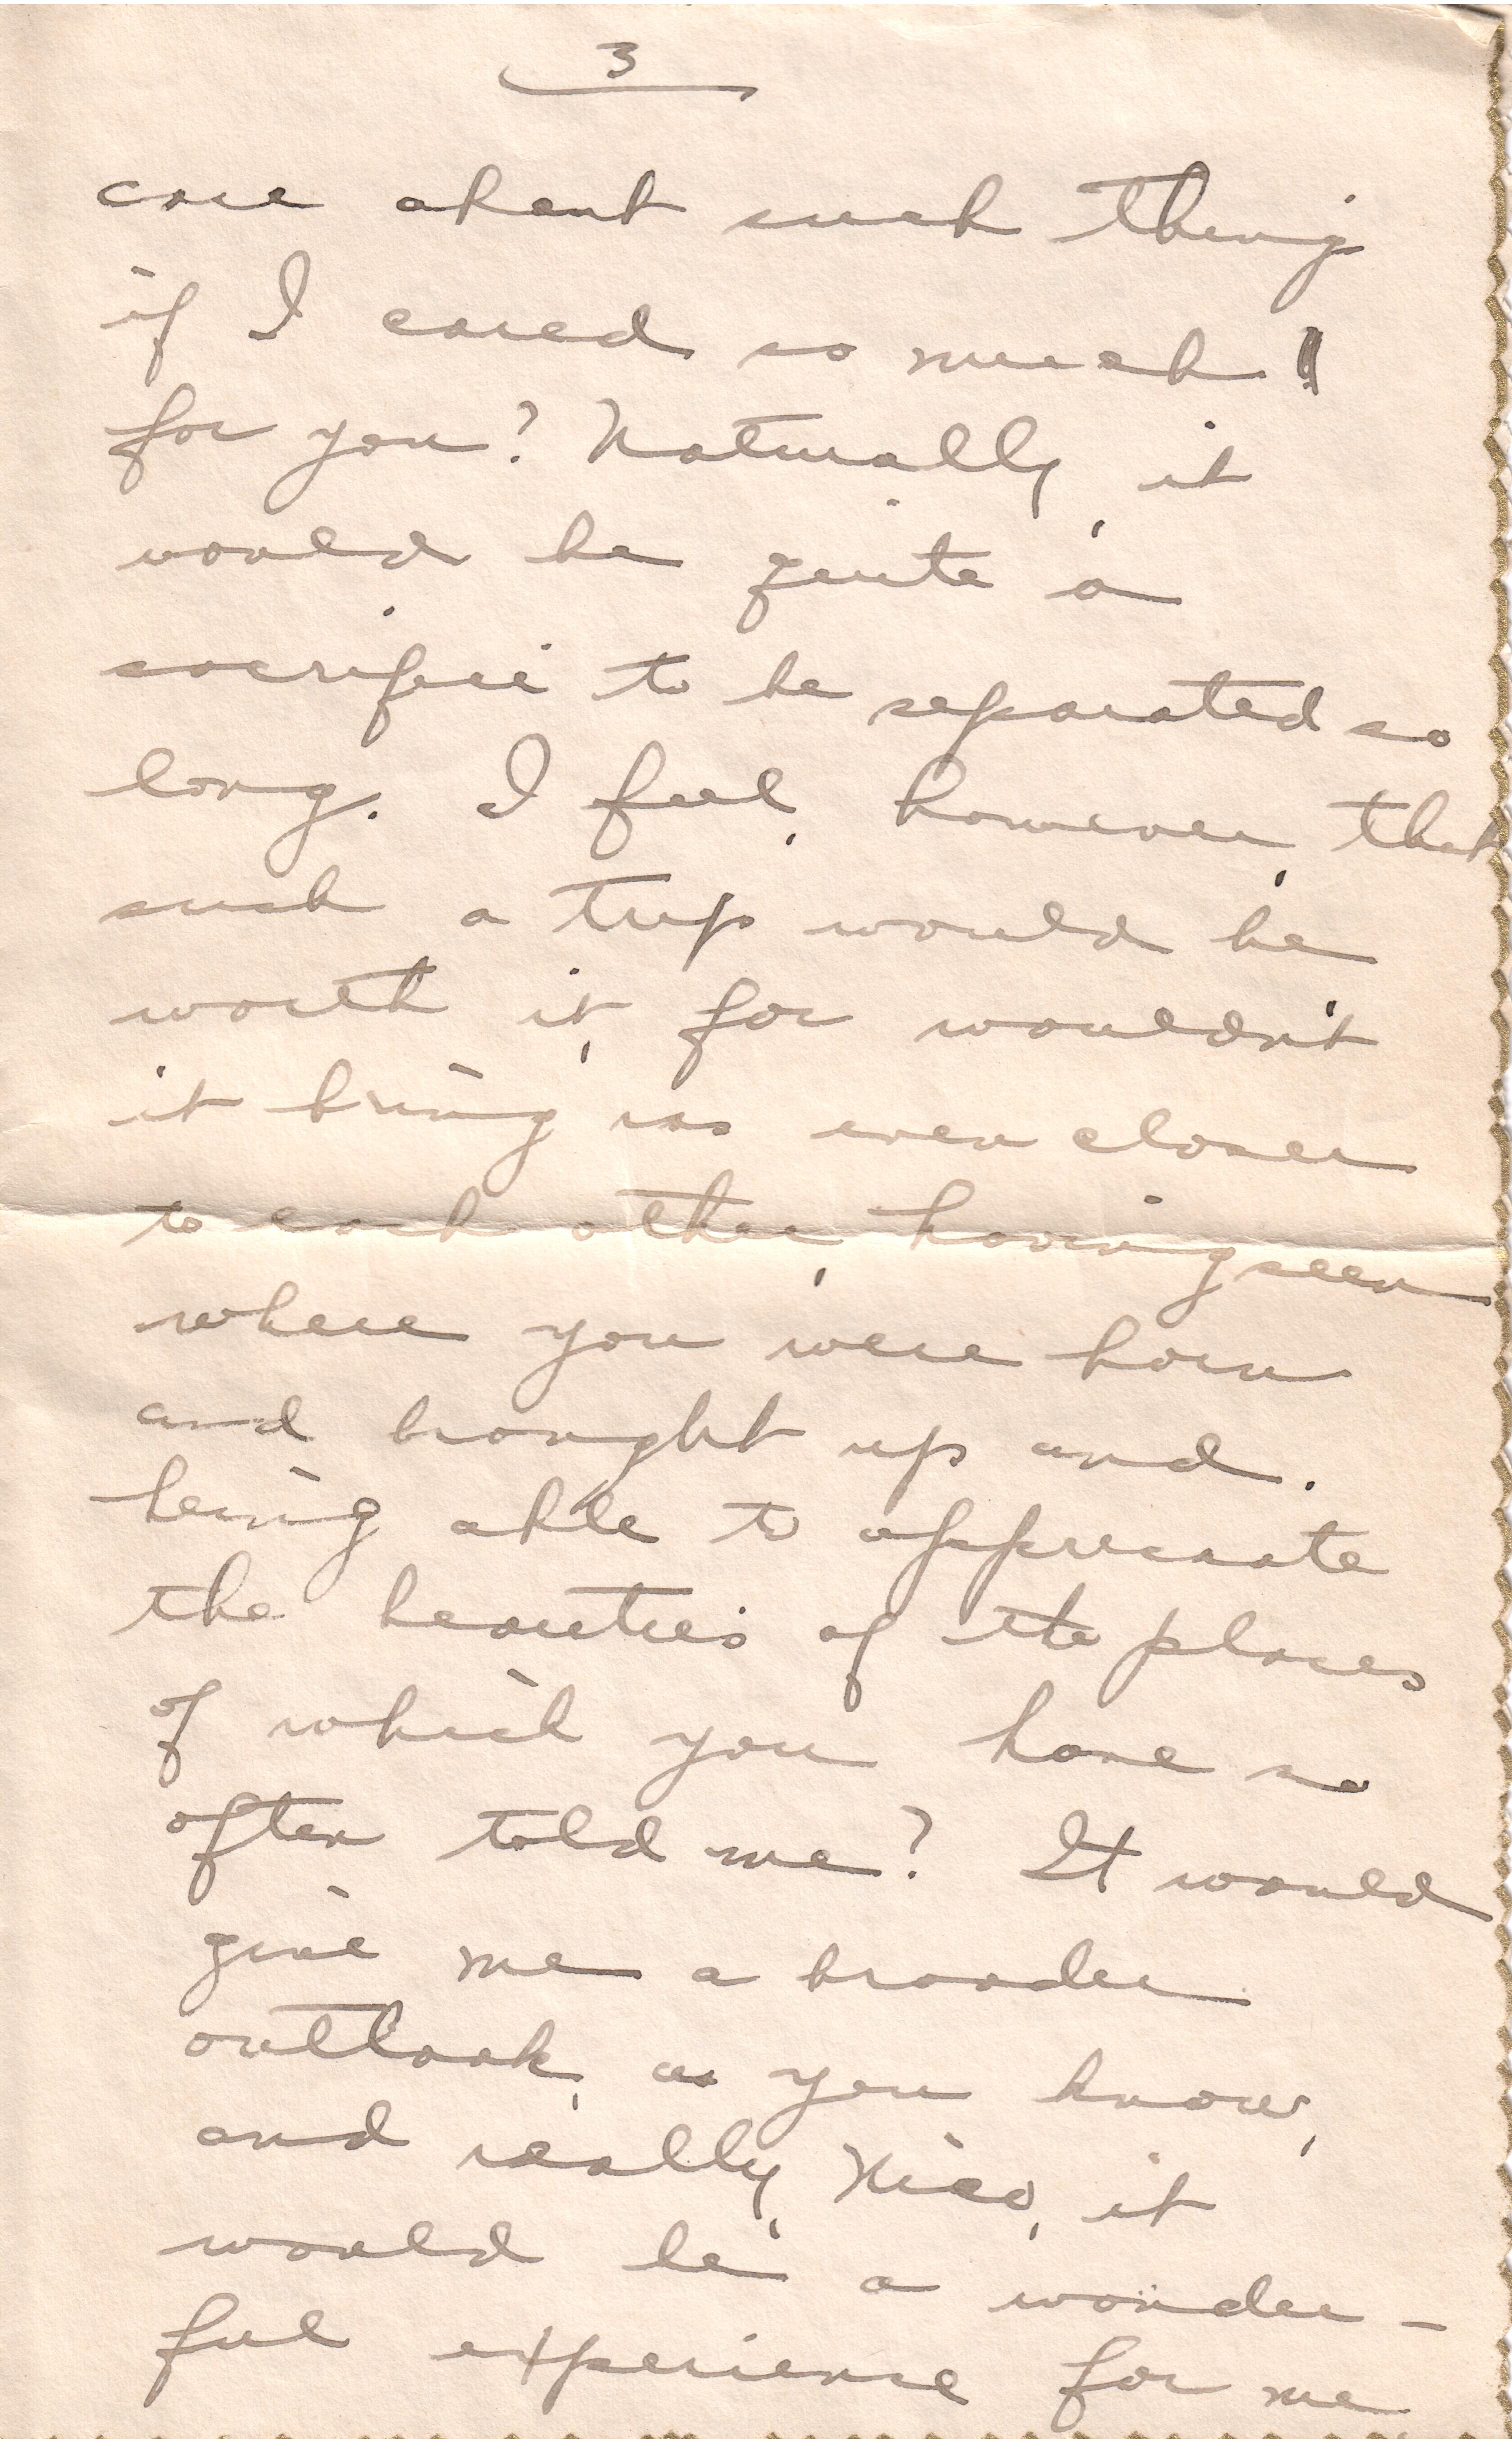 3
care about such thing
if I cared so much
for you? Naturally, it
would be quite a
sacrifice to be separated so
long. I feel, however, that
such a trip would be
worth it, for wouldn't
it bring us even closer
to each other, having seen
where you were born
and brought up and
being able to appreciate
the beauties of the places
of which you have so
often told me? It would
give me a broader
outlook, as you know,
and really, Nico, it
would be a wonder-
ful experience for me